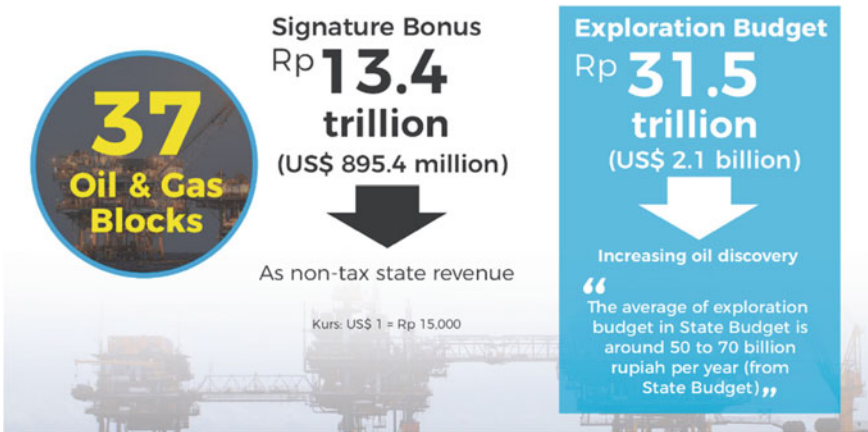 37
Oil & Gas
Blocks
Signature Bonus
Rp 13.4
trillion
(US$ 895.4 million)
As non-tax state revenue
Kurs: US$ 1 = Rp 15,000
Exploration Budget
Rp 31.5
trillion
(US$ 2.1 billion)
Increasing oil discovery
“
The average of exploration
budget in State Budget is
around 50 to 70 billion
rupiah per year (from
State Budget) „